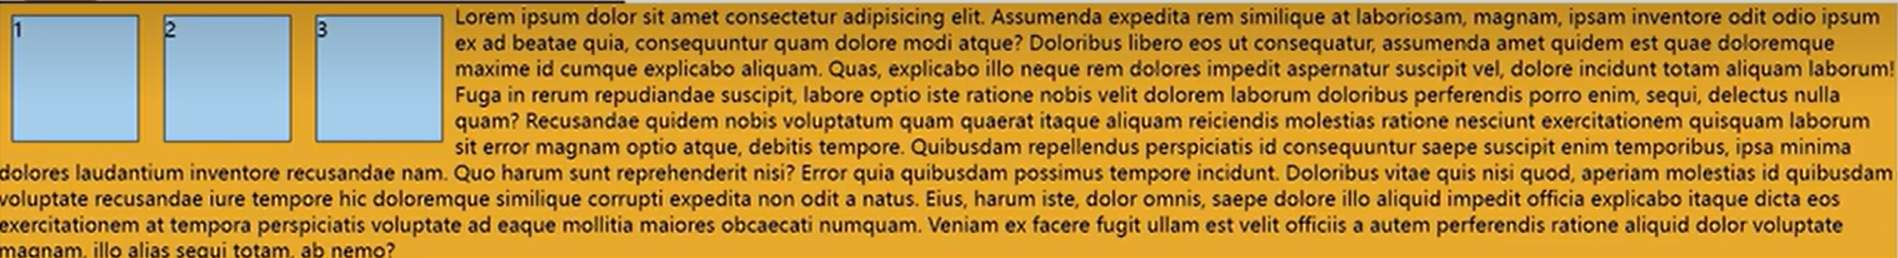 1
2
3
Lorem ipsum dolor sit amet consectetur adipisicing elit. Assumenda expedita rem similique at laboriosam, magnam, ipsam inventore odit odio ipsum
ex ad beatae quia, consequuntur quam dolore modi atque? Doloribus libero eos ut consequatur, assumenda amet quidem est quae doloremque
maxime id cumque explicabo aliquam. Quas, explicabo illo neque rem dolores impedit aspernatur suscipit vel, dolore incidunt totam aliquam laborum!
Fuga in rerum repudiandae suscipit, labore optio iste ratione nobis velit dolorem laborum doloribus perferendis porro enim, sequi, delectus nulla
quam? Recusandae quidem nobis voluptatum quam quaerat itaque aliquam reiciendis molestias ratione nesciunt exercitationem quisquam laborum
sit error magnam optio atque, debitis tempore. Quibusdam repellendus perspiciatis id consequuntur saepe suscipit enim temporibus, ipsa minima
dolores laudantium inventore recusandae nam. Quo harum sunt reprehenderit nisi? Error quia quibusdam possimus tempore incidunt. Doloribus vitae quis nisi quod, aperiam molestias id quibusdam
voluptate recusandae iure tempore hic doloremque similique corrupti expedita non odit a natus. Eius, harum iste, dolor omnis, saepe dolore illo aliquid impedit officia explicabo itaque dicta eos
exercitationem at tempora perspiciatis voluptate ad eaque mollitia maiores obcaecati numquam. Veniam ex facere fugit ullam est velit officiis a autem perferendis ratione aliquid dolor voluptate
magnam, illo alias sequi totam, ab nemo?